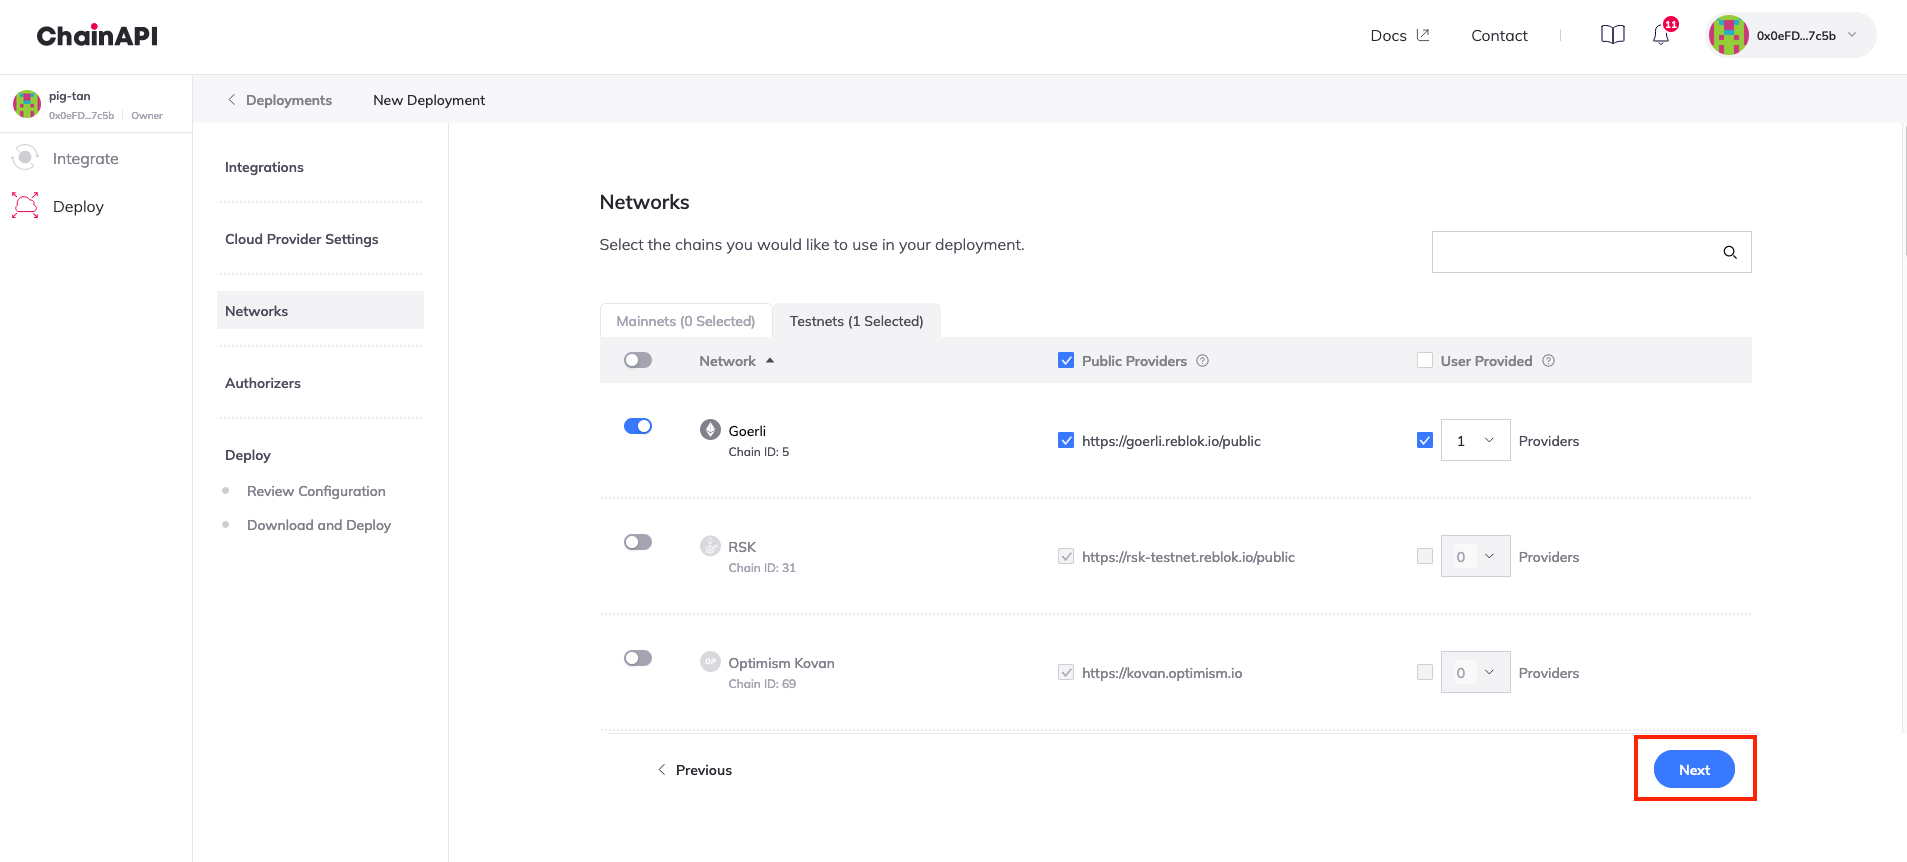 ChainAPI
Docs
Contact
11
0x0eFD...7c5b
pig-tan
0x0eFD...7c5b
Owner
Integrate
Deploy
Deployments
New Deployment
Integrations
Cloud Provider Settings
Networks
Authorizers
Deploy
Review Configuration
Download and Deploy
Networks
Select the chains you would like to use in your deployment.
Mainnets (0 Selected)
Testnets (1 Selected)
Network
Public Providers
User Provided
Goerli
Chain ID: 5
https://goerli.reblok.io/public
1
Providers
RSK
Chain ID: 31
https://rsk-testnet.reblok.io/public
0
Providers
OP
Optimism Kovan
Chain ID: 69
https://kovan.optimism.io
0
Providers
Previous
Next